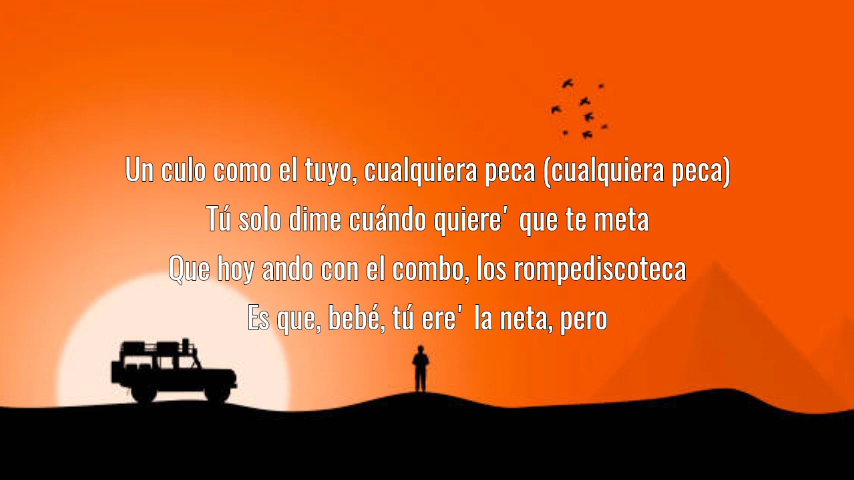 Un culo como el tuyo, cualquiera peca (cualquiera peca)
Tú solo dime cuándo quiere' que te meta
Que hoy ando con el combo, los rompediscoteca
Es que, bebé, tú ere' la neta, pero